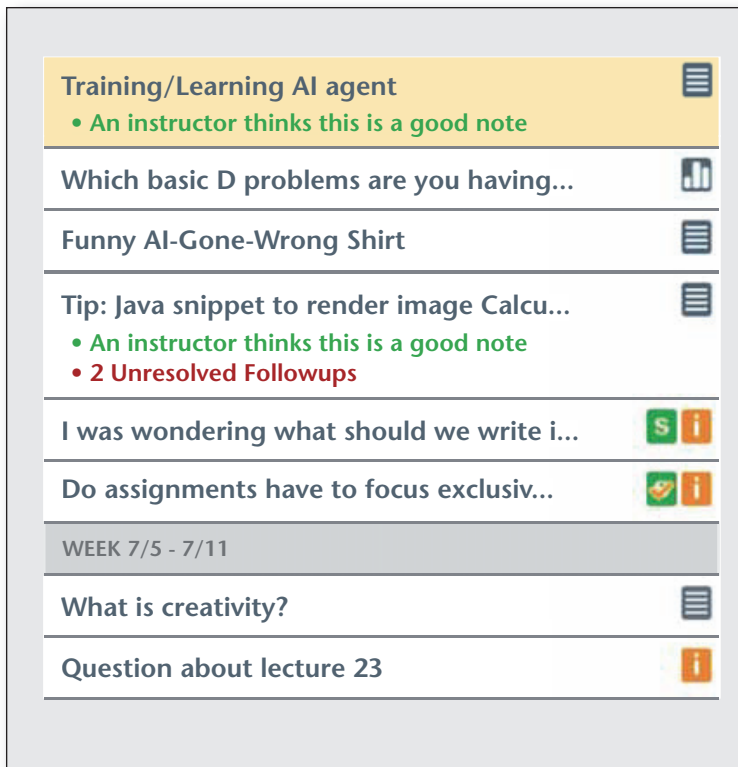 Training/Learning AI agent
• An instructor thinks this is a good note
Which basic D problems are you having...
Funny AI-Gone-Wrong Shirt
Tip: Java snippet to render image Calcu...
• An instructor thinks this is a good note
• 2 Unresolved Followups
I was wondering what should we write i...
S i
Do assignments have to focus exclusiv...
i
WEEK 7/5 - 7/11
What is creativity?
Question about lecture 23
i